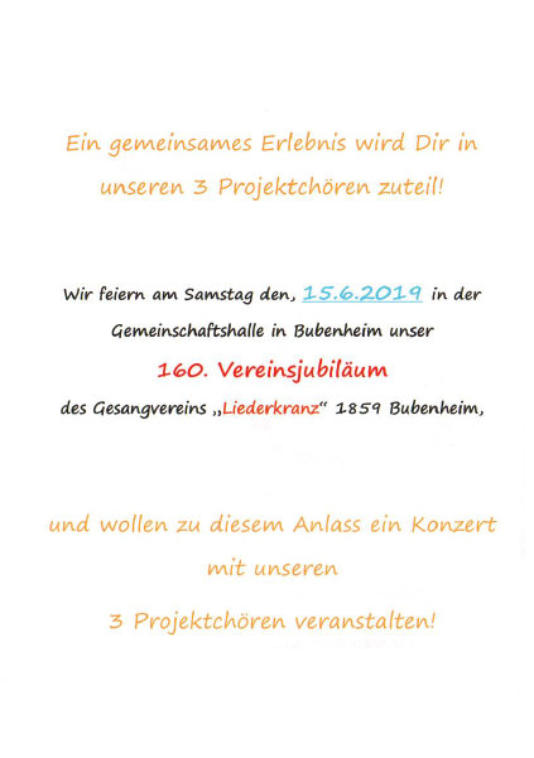 Ein gemeinsames Erlebnis wird Dir in
unseren 3 Projektchören zuteil!
Wir feiern am Samstag den, 15.6.2019 in der
Gemeinschaftshalle in Bubenheim unser
160. Vereinsjubiläum
des Gesangvereins „Liederkranz“ 1859 Bubenheim,
und wollen zu diesem Anlass ein Konzert
mit unseren
3 Projektchören veranstalten!